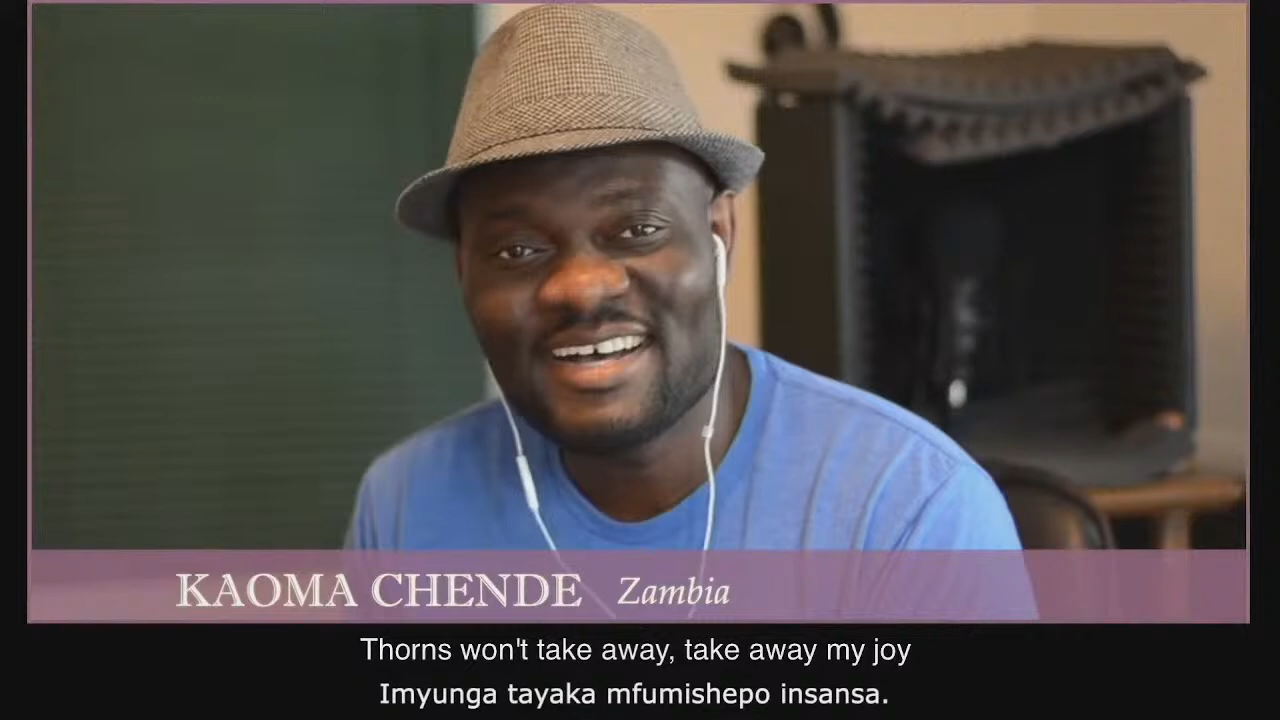 KAOMA CHENDE Zambia
Thorns won't take away, take away my joy
Imyunga tayaka mfumishepo insansa.